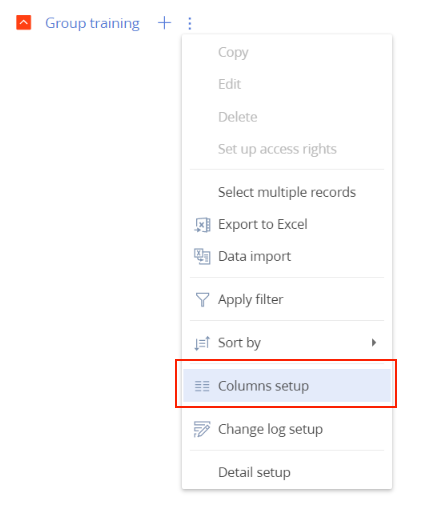 Group training
Copy
Edit
Delete
Set up access rights
Select multiple records
Export to Excel
Data import
Apply filter
Sort by
Columns setup
Change log setup
Detail setup